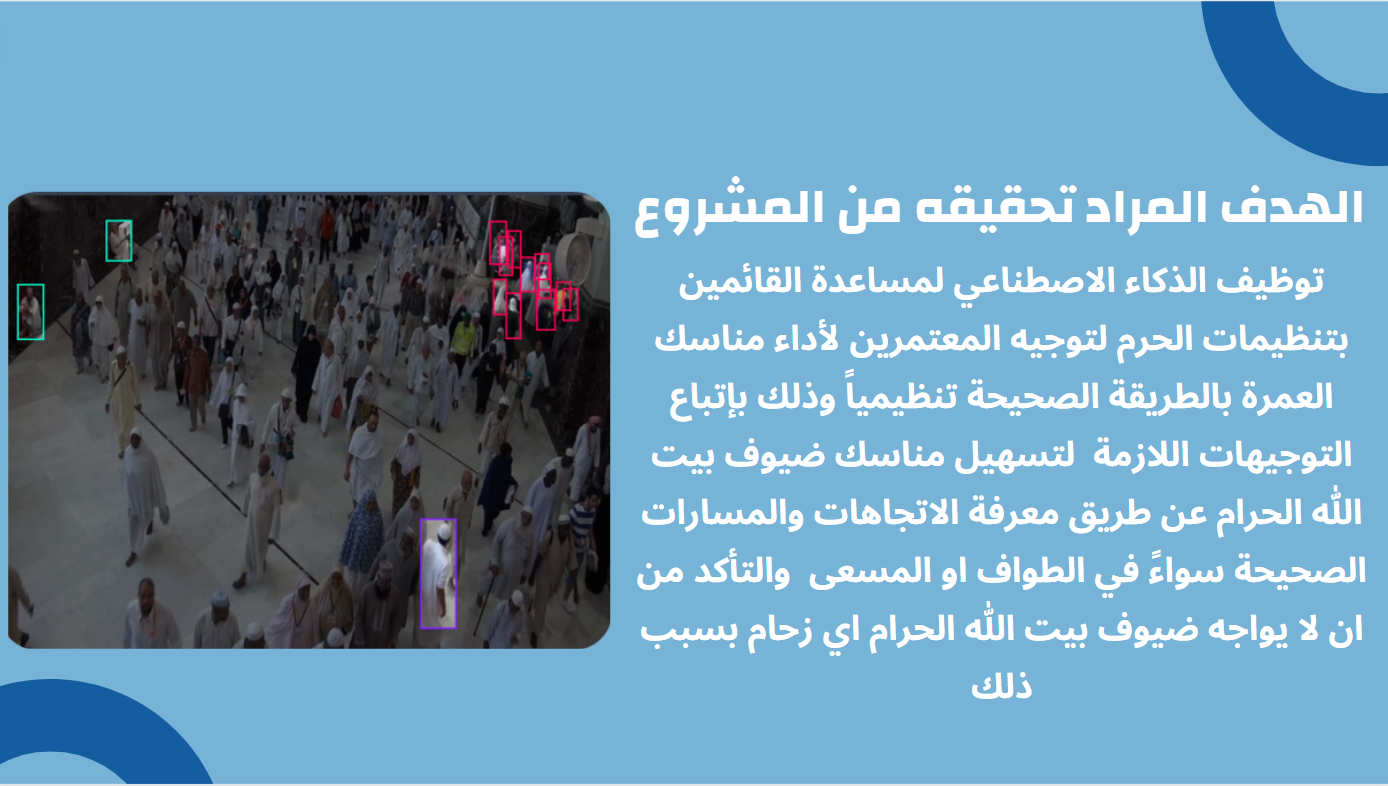 الهدف المراد تحقيقه من المشروع
توظيف الذكاء الاصطناعي لمساعدة القائمين
بتنظيمات الحرم لتوجيه المعتمرين لأداء مناسك
العمرة بالطريقة الصحيحة تنظيمياً وذلك بإتباع
التوجيهات اللازمة لتسهيل مناسك ضيوف بيت
الله الحرام عن طريق معرفة الاتجاهات والمسارات
الصحيحة سواءً في الطواف او المسعى والتأكد من
ان لا يواجه ضيوف بيت الله الحرام اي زحام بسبب
ذلك